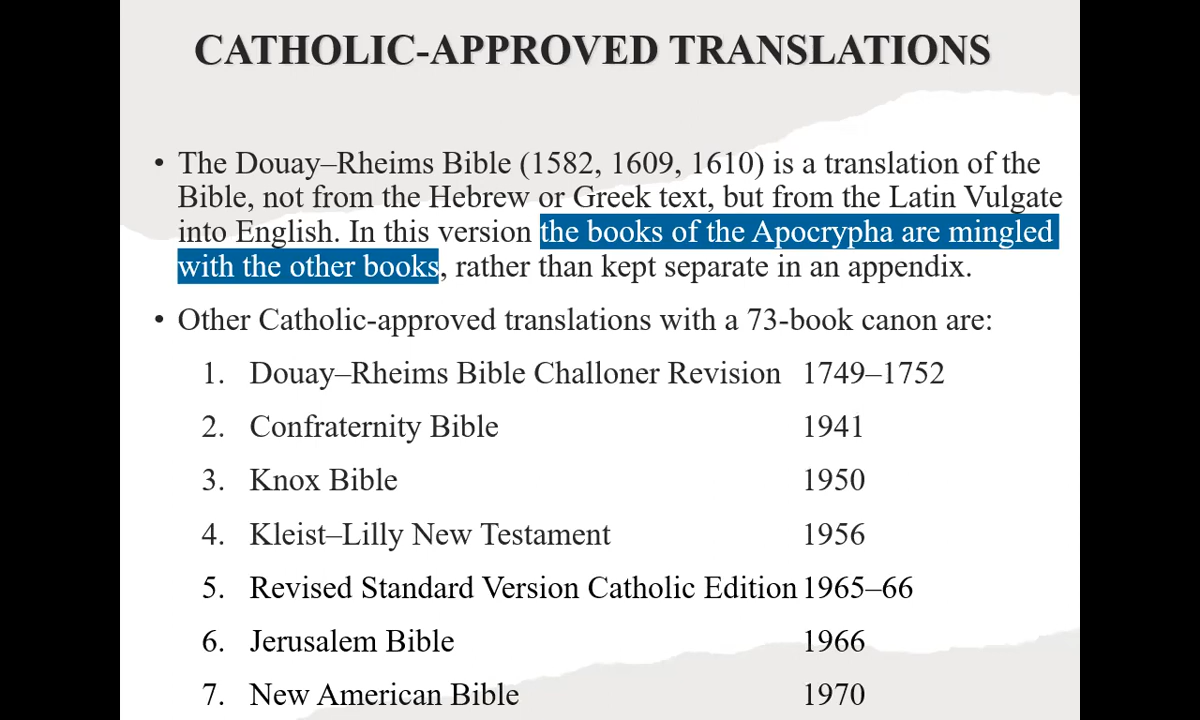 CATHOLIC-APPROVED TRANSLATIONS
• The Douay–Rheims Bible (1582, 1609, 1610) is a translation of the
Bible, not from the Hebrew or Greek text, but from the Latin Vulgate
into English. In this version the books of the Apocrypha are mingled
with the other books, rather than kept separate in an appendix.
• Other Catholic-approved translations with a 73-book canon are:
1. Douay–Rheims Bible Challoner Revision 1749–1752
2. Confraternity Bible 1941
3. Knox Bible 1950
4. Kleist–Lilly New Testament 1956
5. Revised Standard Version Catholic Edition 1965–66
6. Jerusalem Bible 1966
7. New American Bible 1970